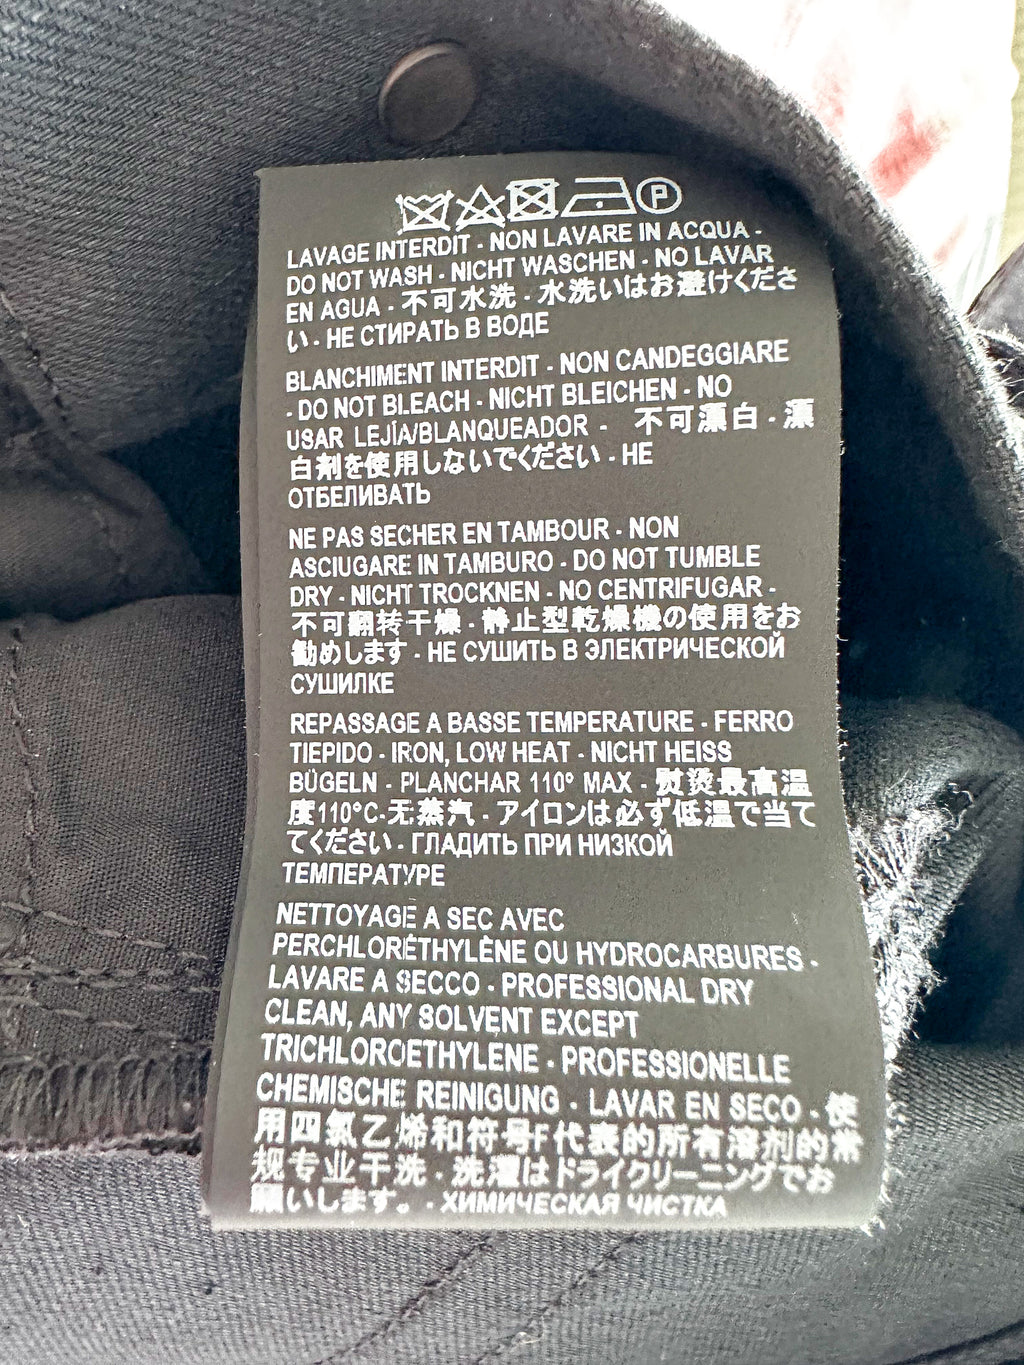 P
LAVAGE INTERDIT - NON LAVARE IN ACQUA -
DO NOT WASH - NICHT WASCHEN - NO LAVAR
EN AGUA - 不可水洗 - 水洗いはお避けくださ
い - НЕ СТИРАТЬ В ВОДЕ
BLANCHIMENT INTERDIT - NON CANDEGGIARE
- DO NOT BLEACH - NICHT BLEICHEN - NO
USAR LEJÍA/BLANQUEADOR - 不可漂白 - 漂
白剤を使用しないでください - НЕ
ОТБЕЛИВАТЬ
NE PAS SECHER EN TAMBOUR - NON
ASCIUGARE IN TAMBURO - DO NOT TUMBLE
DRY - NICHT TROCKNEN - NO CENTRIFUGAR -
不可翻转干燥 - 静止型乾燥機の使用をお
勧めします - НЕ СУШИТЬ В ЭЛЕКТРИЧЕСКОЙ
СУШИЛКЕ
REPASSAGE A BASSE TEMPERATURE - FERRO
TIEPIDO - IRON, LOW HEAT - NICHT HEISS
BÜGELN - PLANCHAR 110° MAX - 熨烫最高温
度110°C-无蒸汽 - アイロンは必ず低温で当て
てください - ГЛАДИТЬ ПРИ НИЗКОЙ
ТЕМПЕРАТУРЕ
NETTOYAGE A SEC AVEC
PERCHLORÉTHYLÈNE OU HYDROCARBURES -
LAVARE A SECCO - PROFESSIONAL DRY
CLEAN, ANY SOLVENT EXCEPT
TRICHLOROETHYLENE - PROFESSIONELLE
CHEMISCHE REINIGUNG - LAVAR EN SECO - 使
用四氯乙烯和符号F代表的所有溶剂的常
规专业干洗 - 洗濯はドライクリーニングでお
願いします。 - ХИМИЧЕСКАЯ ЧИСТКА